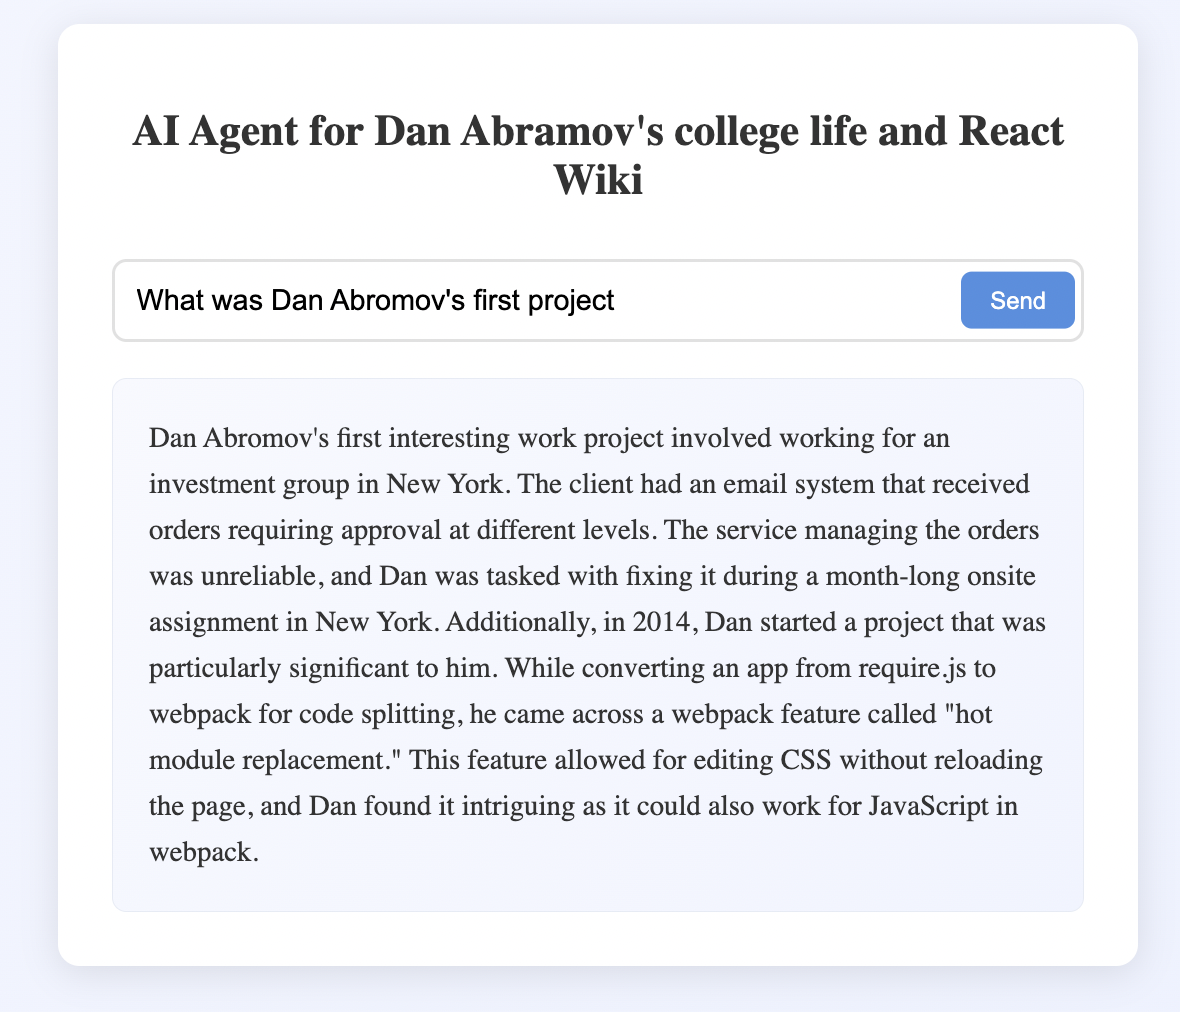 AI Agent for Dan Abramov's college life and React
Wiki
What was Dan Abromov's first project
Send
Dan Abromov's first interesting work project involved working for an
investment group in New York. The client had an email system that received
orders requiring approval at different levels. The service managing the orders
was unreliable, and Dan was tasked with fixing it during a month-long onsite
assignment in New York. Additionally, in 2014, Dan started a project that was
particularly significant to him. While converting an app from require.js to
webpack for code splitting, he came across a webpack feature called "hot
module replacement." This feature allowed for editing CSS without reloading
the page, and Dan found it intriguing as it could also work for JavaScript in
webpack.